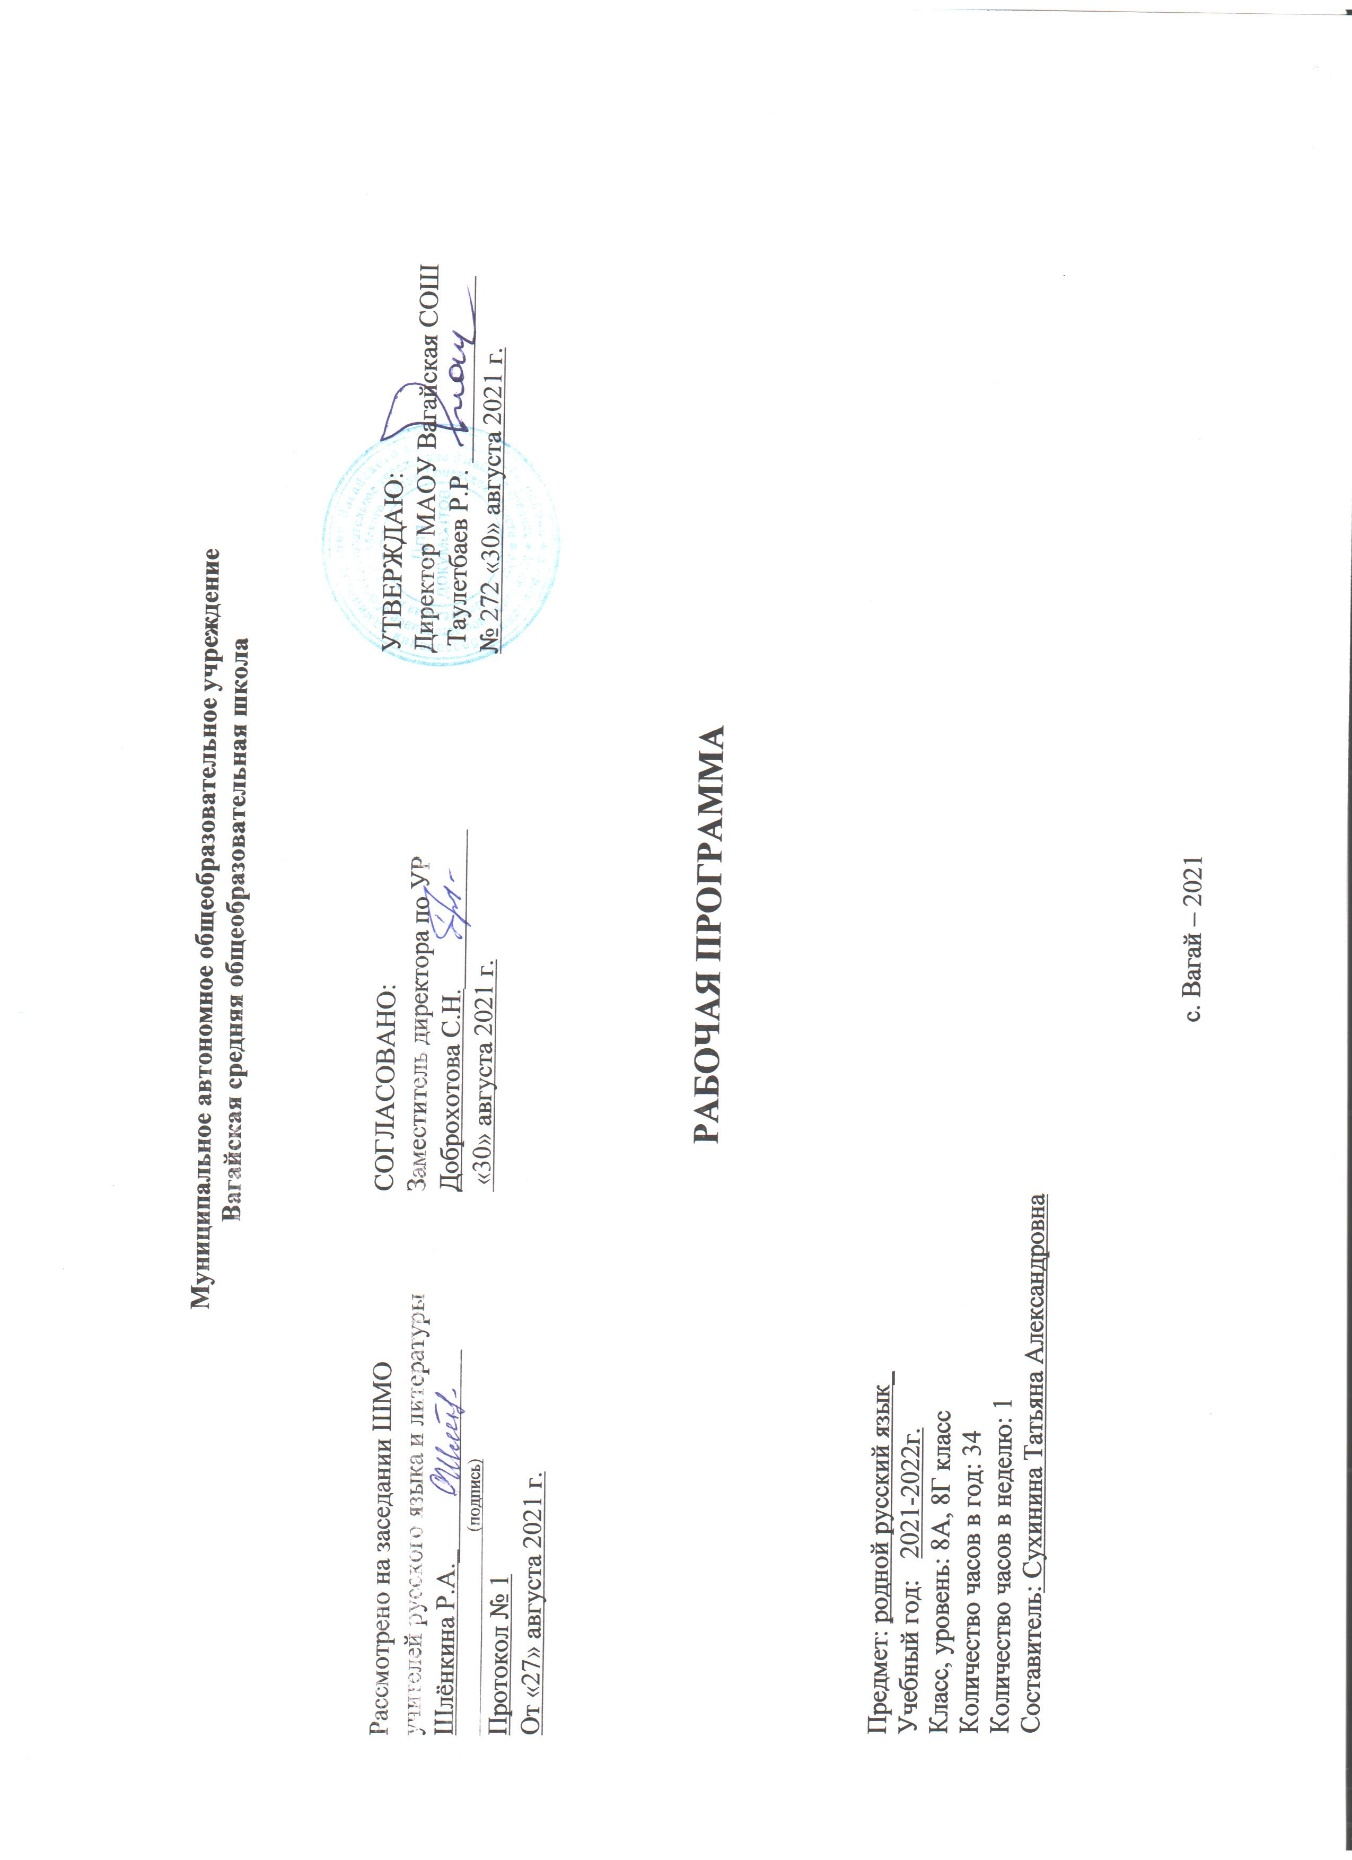 Муниципальное автономное общеобразовательное учреждение
Вагайская средняя общеобразовательная школа
Рассмотрено на заседании ШМО
учителей русского языка и литературы
Шлёнкина Р.А.
(подпись)
Протокол № 1
От «27» августа 2021 г.
СОГЛАСОВАНО:
Заместитель директора по УР
Доброхотова С.Н.
«30» августа 2021 г.
УТВЕРЖДАЮ:
Директор МАОУ Вагайская СОШ
Таулетбаев Р.Р.
№ 272 «30» августа 2021 г.
РАБОЧАЯ ПРОГРАММА
Предмет: родной русский язык
Учебный год: 2021-2022г.
Класс, уровень: 8А, 8Г класс
Количество часов в год: 34
Количество часов в неделю: 1
Составитель: Сухинина Татьяна Александровна
с. Вагай – 2021